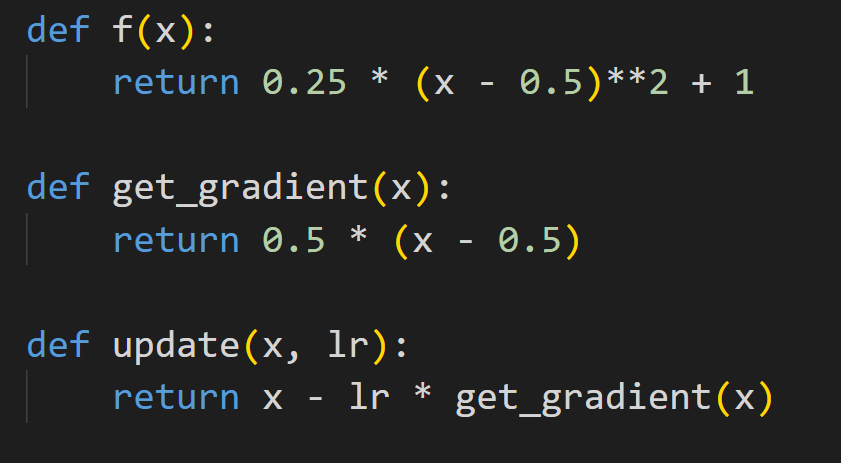 def f(x):
    return 0.25 * (x - 0.5)**2 + 1
def get_gradient(x):
    return 0.5 * (x - 0.5)
def update(x, lr):
    return x - lr * get_gradient(x)